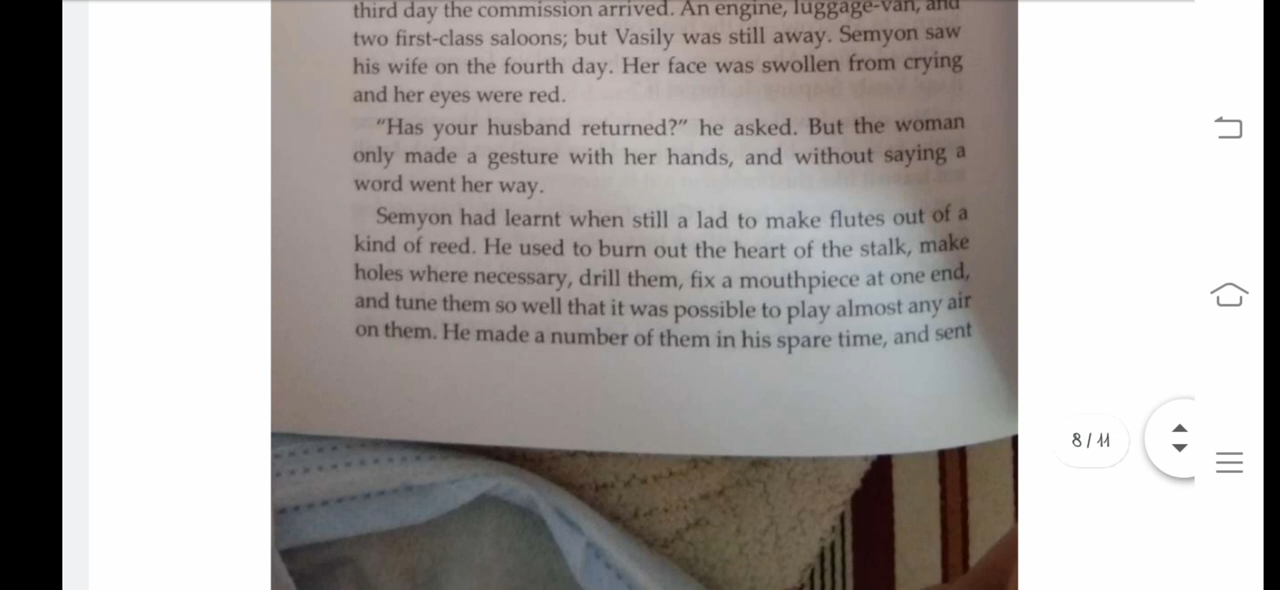 third day the commission arrived. An engine, luggage-van, and
two first-class saloons; but Vasily was still away. Semyon saw
his wife on the fourth day. Her face was swollen from crying
and her eyes were red.
"Has your husband returned?" he asked. But the woman
only made a gesture with her hands, and without saying a
word went her way.
Semyon had learnt when still a lad to make flutes out of a
kind of reed. He used to burn out the heart of the stalk, make
holes where necessary, drill them, fix a mouthpiece at one end,
and tune them so well that it was possible to play almost any air
on them. He made a number of them in his spare time, and sent
8 / 11